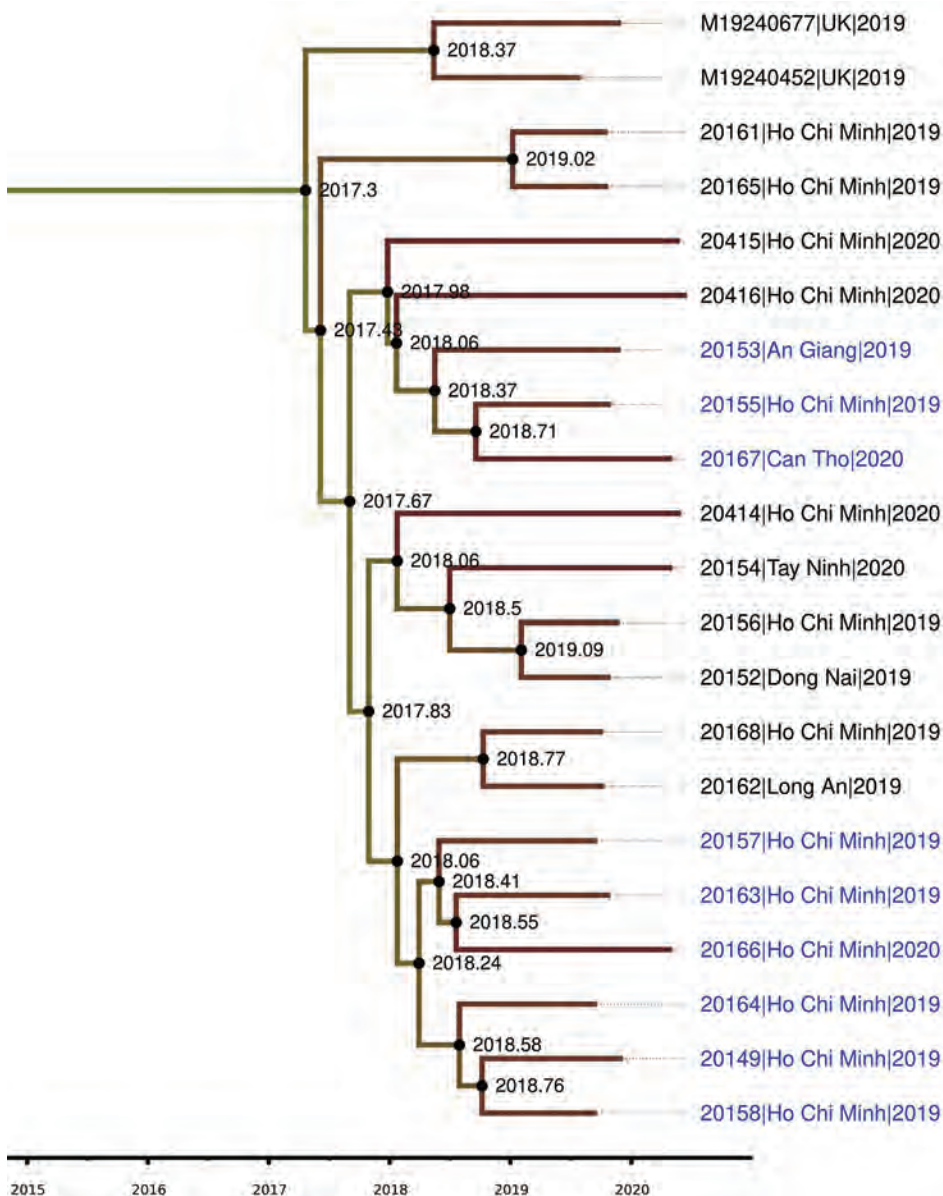 M19240677|UK|2019
2018.37
M19240452|UK|2019
20161|Ho Chi Minh|2019
2019.02
20165|Ho Chi Minh|2019
2017.3
20415|Ho Chi Minh|2020
2017.98
20416|Ho Chi Minh|2020
2017.43
2018.06
20153|An Giang|2019
2018.37
20155|Ho Chi Minh|2019
2018.71
20167|Can Tho|2020
2017.67
20414|Ho Chi Minh|2020
2018.06
20154|Tay Ninh|2020
2018.5
20156|Ho Chi Minh|2019
2019.09
20152|Dong Nai|2019
2017.83
20168|Ho Chi Minh|2019
2018.77
20162|Long An|2019
20157|Ho Chi Minh|2019
2018.06
2018.41
20163|Ho Chi Minh|2019
2018.55
20166|Ho Chi Minh|2020
2018.24
20164|Ho Chi Minh|2019
2018.58
20149|Ho Chi Minh|2019
2018.76
20158|Ho Chi Minh|2019
2015 2016 2017 2018 2019 2020